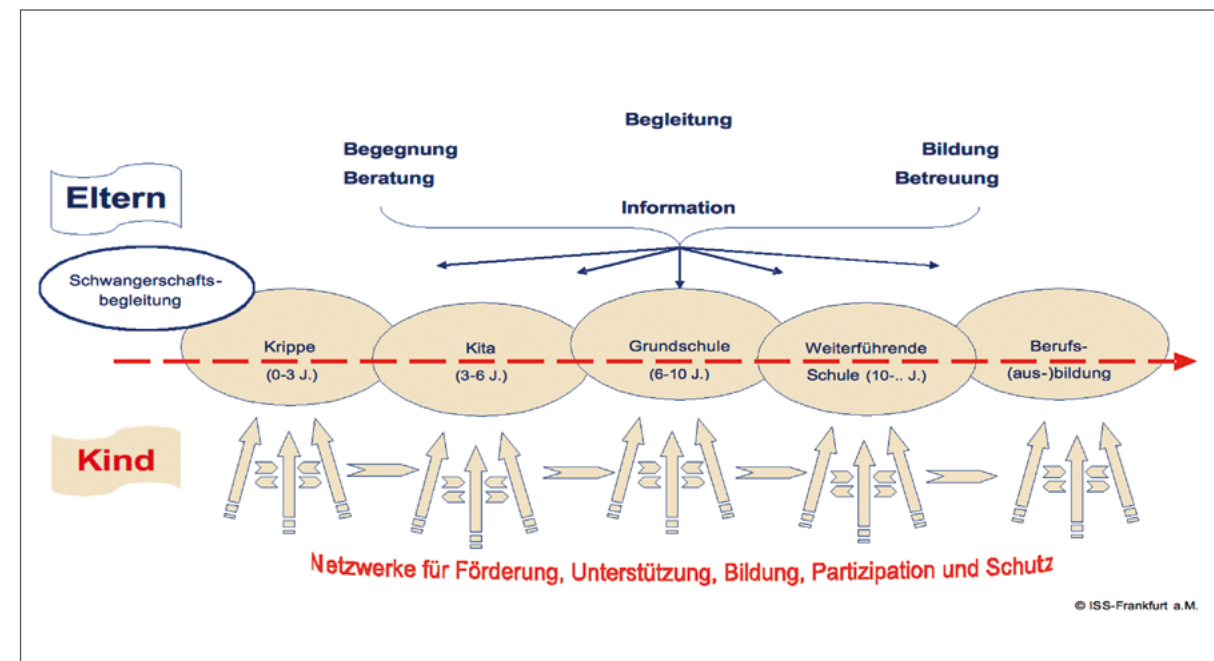 Begleitung
Begegnung
Bildung
Beratung
Betreuung
Eltern
Information
Schwangerschafts-
begleitung
Krippe
(0-3 J.)
Kita
(3-6 J.)
Grundschule
(6-10 J.)
Weiterführende
Schule (10-.. J.)
Berufs-
(aus-)bildung
Kind
Netzwerke für Förderung, Unterstützung, Bildung, Partizipation und Schutz
© ISS-Frankfurt a.M.